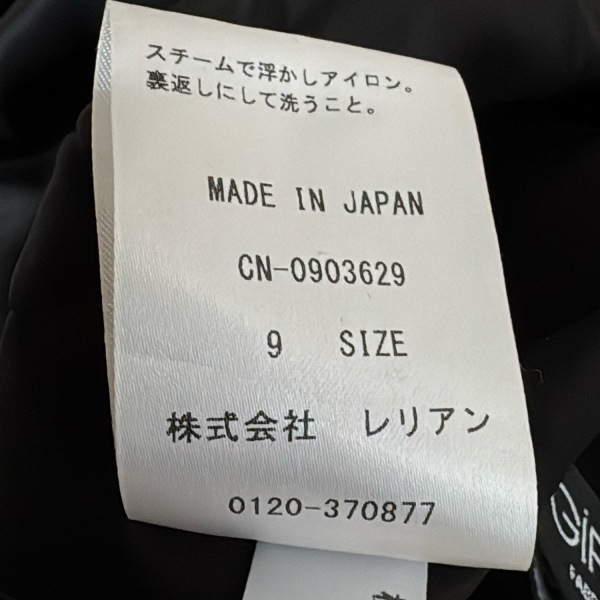 スチームで浮かしアイロン。
裏返しにして洗うこと。
MADE IN JAPAN
CN-0903629
9 SIZE
株式会社 レリアン
0120-370877